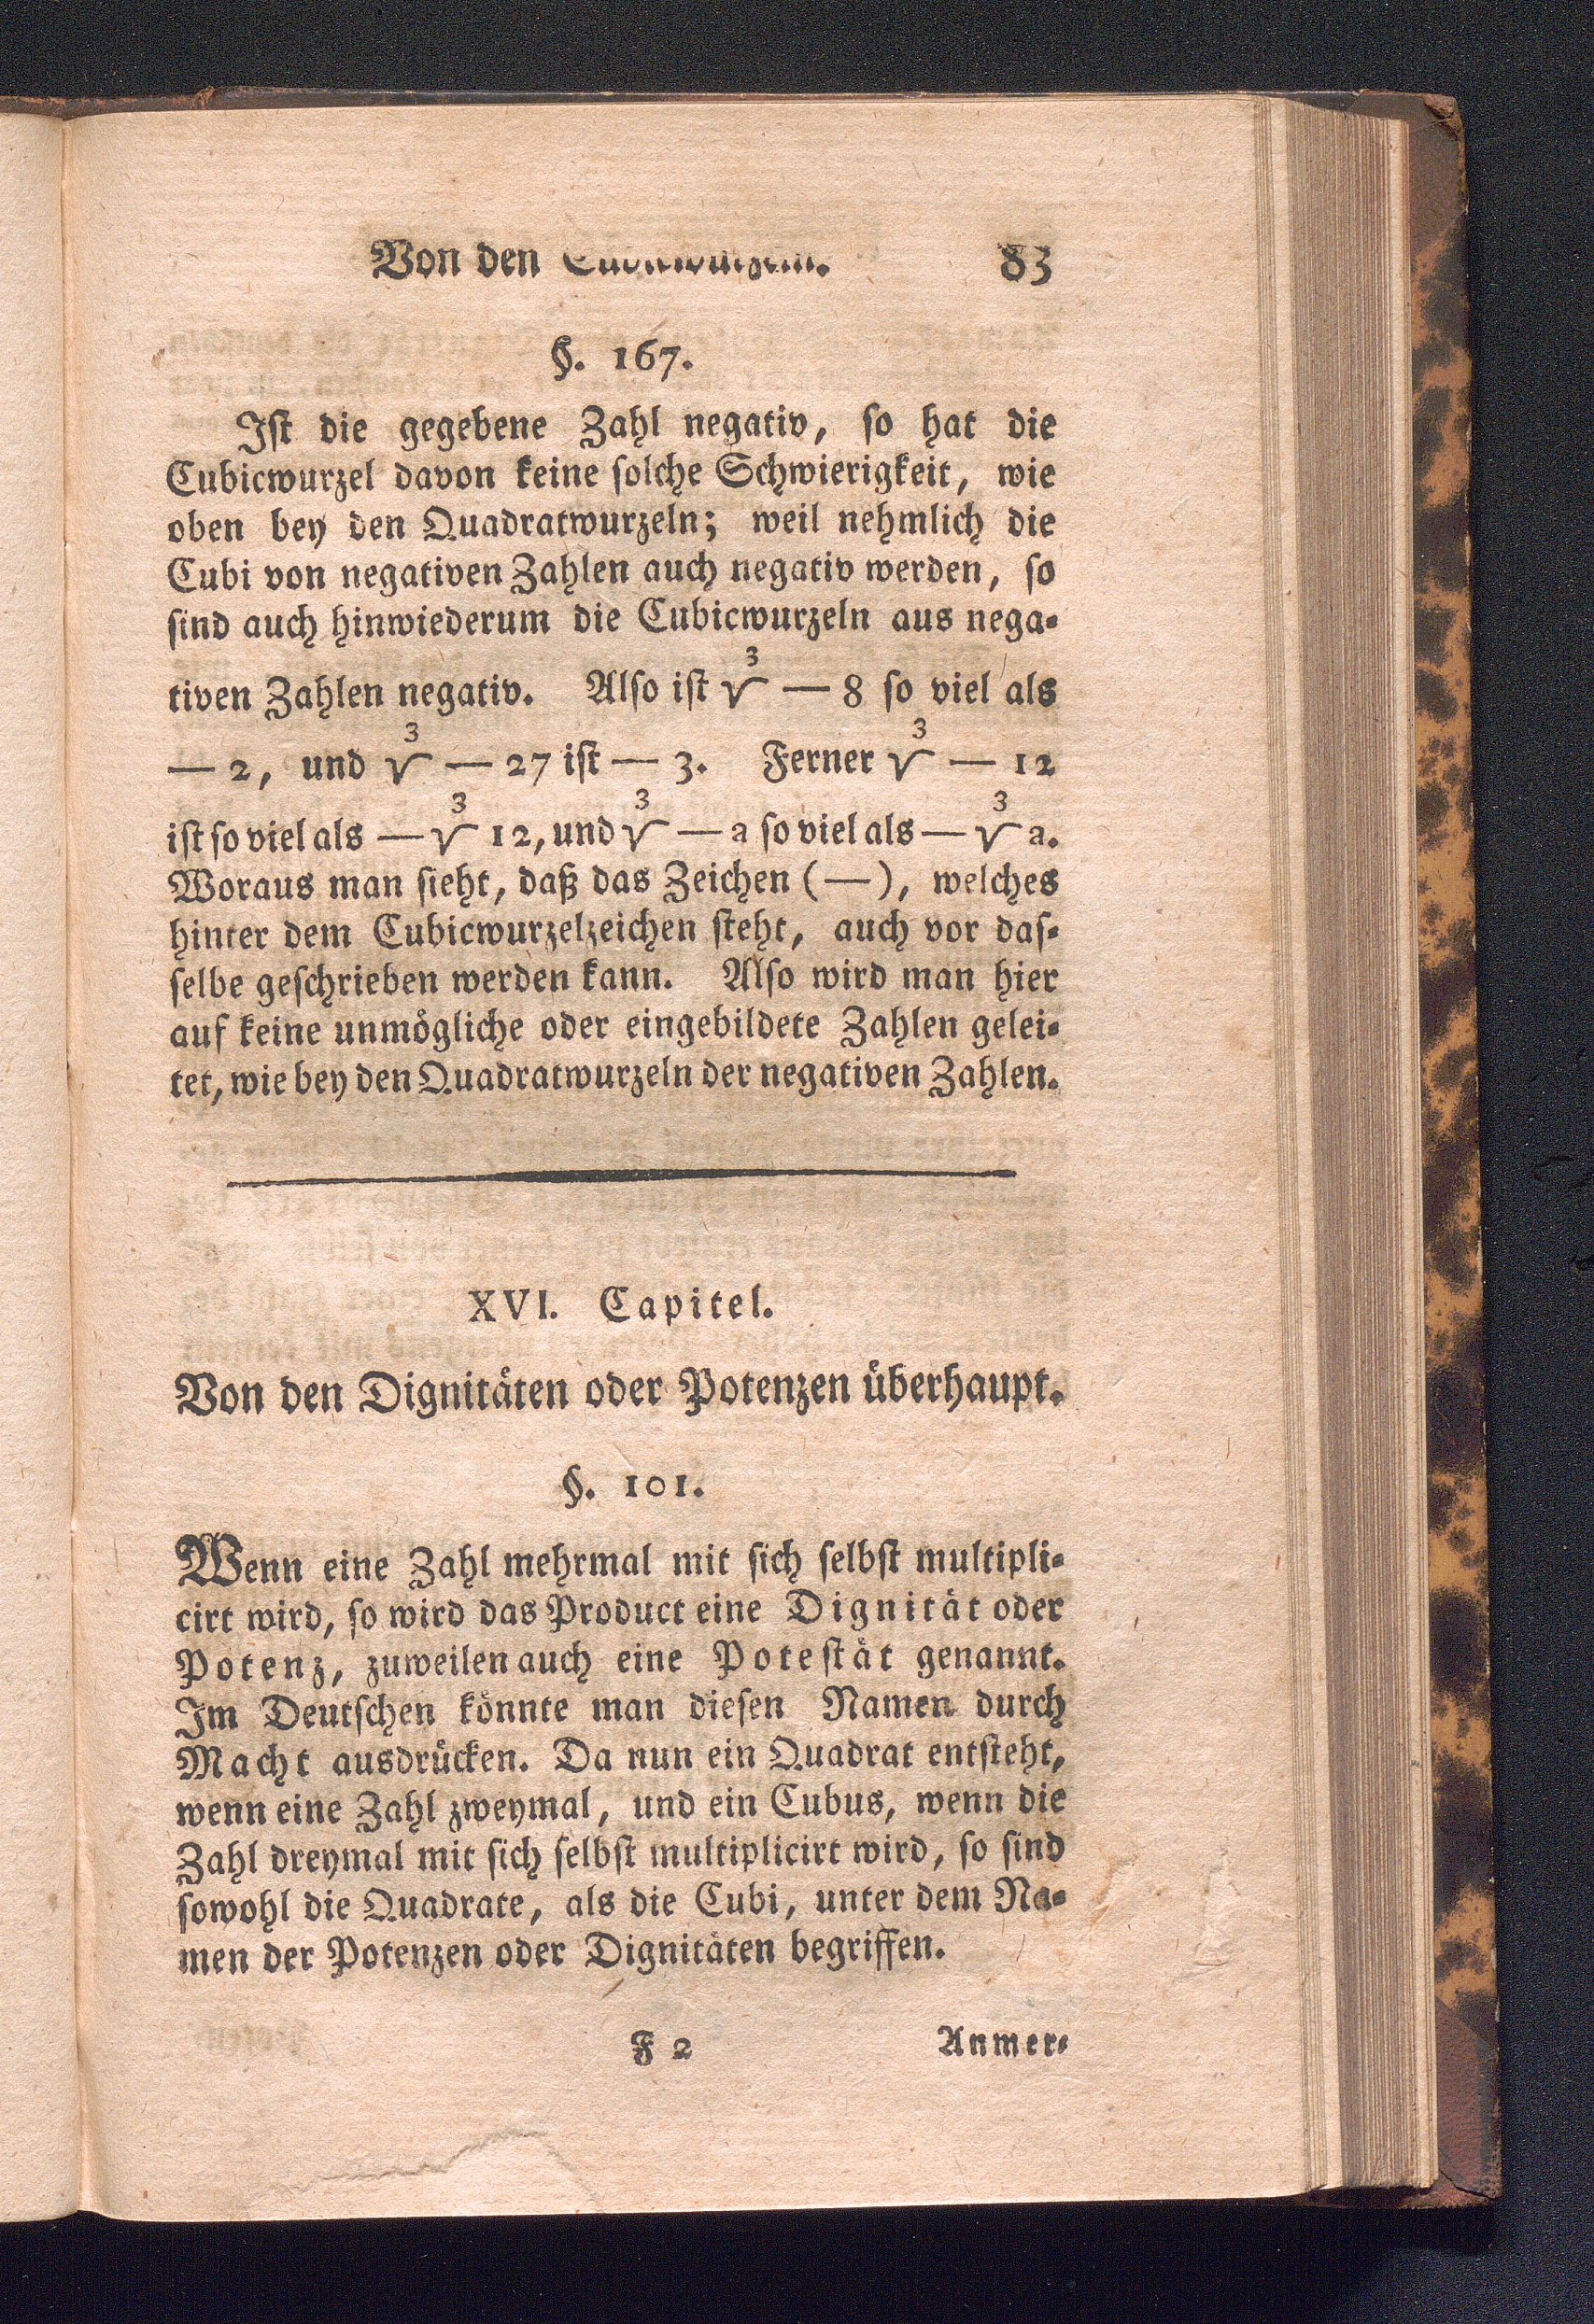 Von den 83
§. 167.
Ist die gegebene Zahl negativ, so hat die
Cubicwurzel davon keine solche Schwierigkeit, wie
oben bey den Quadratwurzeln; weil nehmlich die
Cubi von negativen Zahlen auch negativ werden, so
sind auch hinwiederum die Cubicwurzeln aus nega-
tiven Zahlen negativ. Also ist ∛ — 8 so viel als
— 2, und ∛ — 27 ist — 3. Ferner ∛ — 12
ist so viel als — ∛ 12, und ∛ — a so viel als — ∛ a.
Woraus man sieht, daß das Zeichen (—), welches
hinter dem Cubicwurzelzeichen steht, auch vor das-
selbe geschrieben werden kann. Also wird man hier
auf keine unmögliche oder eingebildete Zahlen gelei-
tet, wie bey den Quadratwurzeln der negativen Zahlen.
XVI. Capitel.
Von den Dignitäten oder Potenzen überhaupt.
§. 101.
Wenn eine Zahl mehrmal mit sich selbst multipli-
cirt wird, so wird das Product eine Dignität oder
Potenz, zuweilen auch eine Potestät genannt.
Im Deutschen könnte man diesen Namen durch
Macht ausdrücken. Da nun ein Quadrat entsteht,
wenn eine Zahl zweymal, und ein Cubus, wenn die
Zahl dreymal mit sich selbst multiplicirt wird, so sind
sowohl die Quadrate, als die Cubi, unter dem Na-
men der Potenzen oder Dignitäten begriffen.
F 2 Anmer-